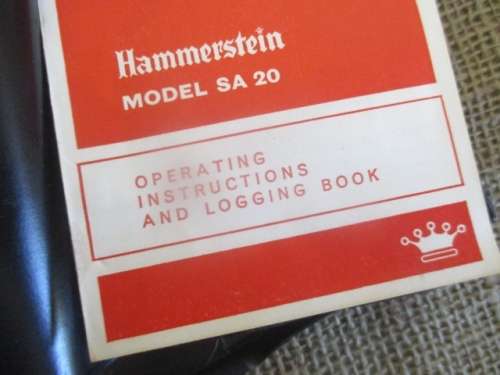 Hammerstein
MODEL SA 20
OPERATING
INSTRUCTIONS
AND LOGGING BOOK